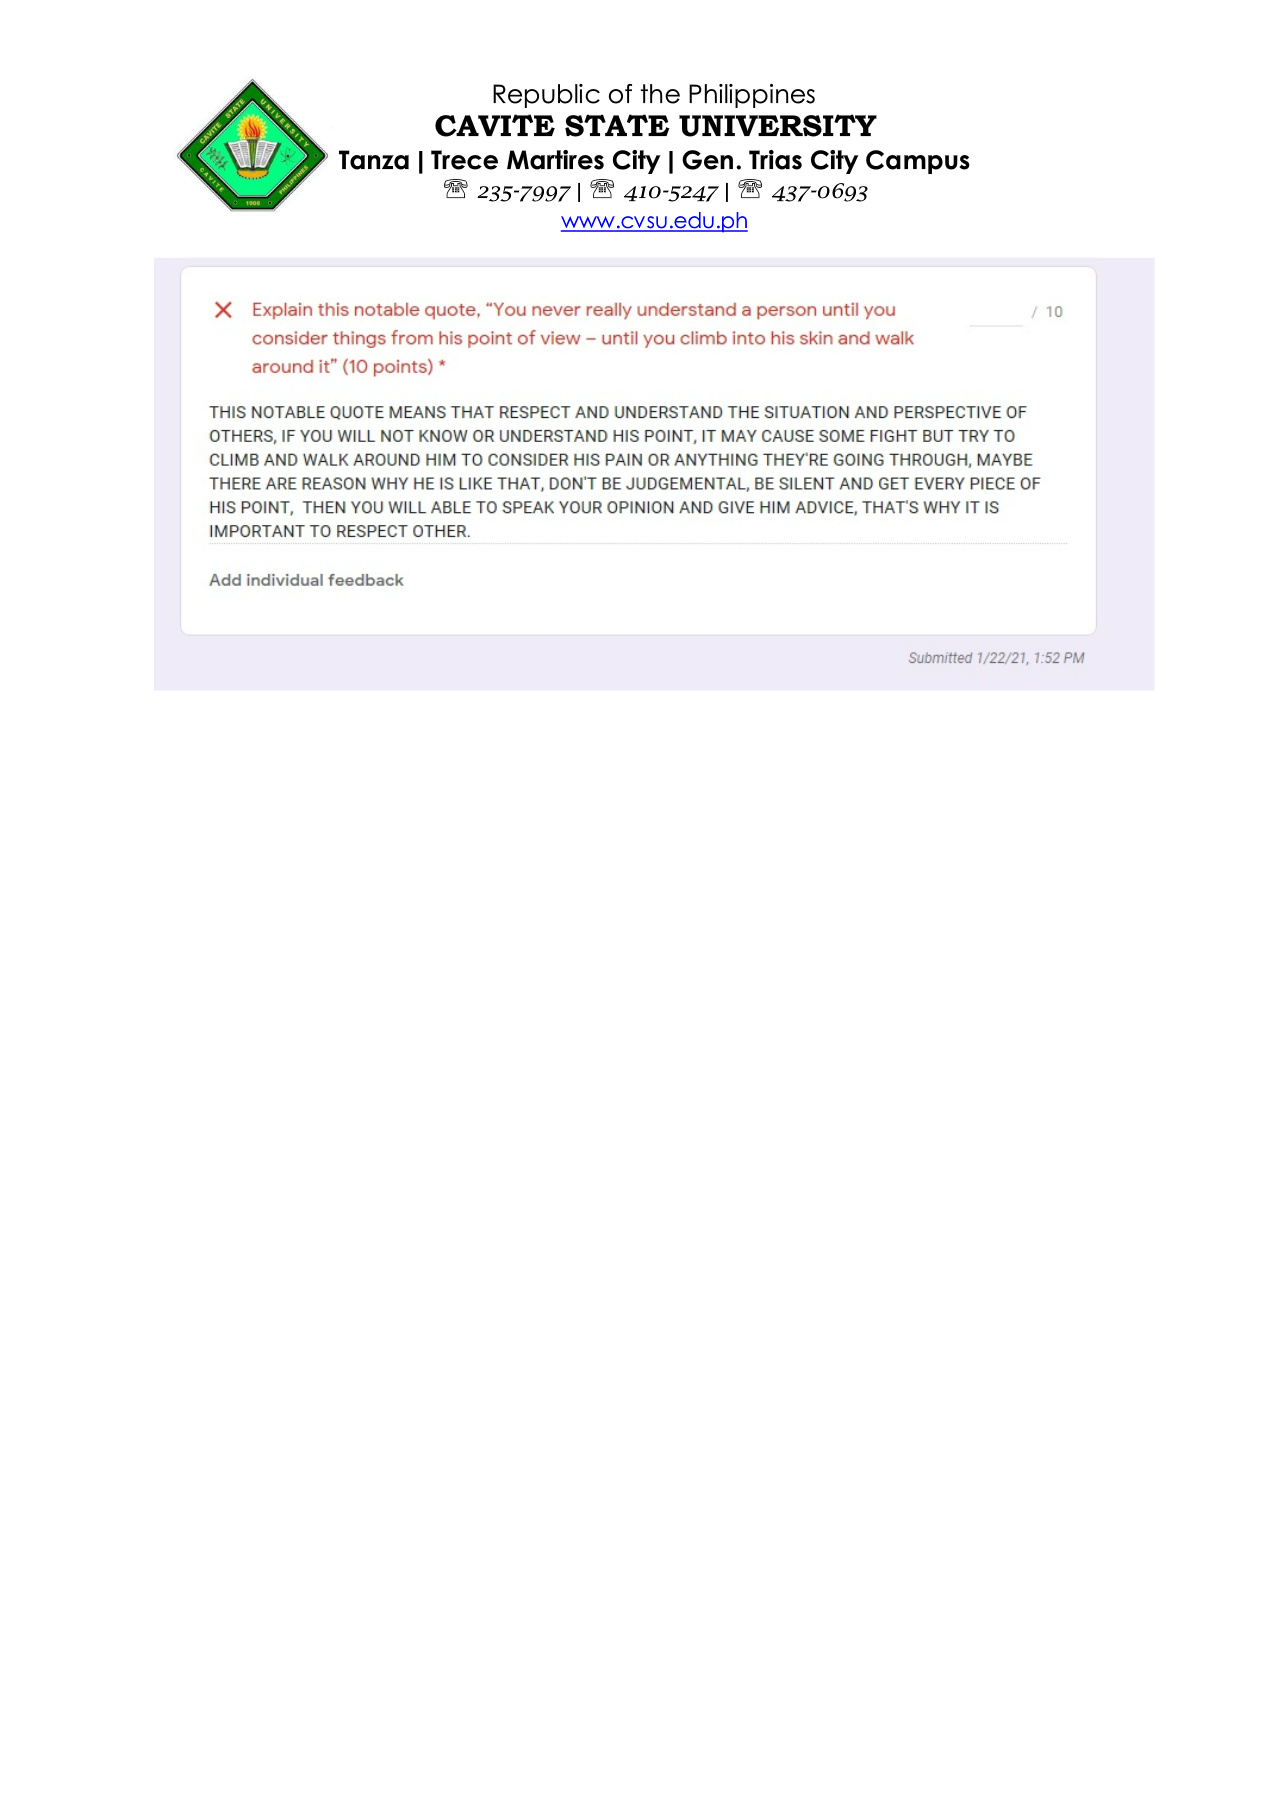 Republic of the Philippines
CAVITE STATE UNIVERSITY
Tanza | Trece Martires City | Gen. Trias City Campus
☏ 235-7997 | ☏ 410-5247 | ☏ 437-0693
www.cvsu.edu.ph
CAVITE STATE UNIVERSITY
CAVITE PHILIPPINES
1906
Explain this notable quote, “You never really understand a person until you
/ 10
consider things from his point of view – until you climb into his skin and walk
around it” (10 points) *
THIS NOTABLE QUOTE MEANS THAT RESPECT AND UNDERSTAND THE SITUATION AND PERSPECTIVE OF
OTHERS, IF YOU WILL NOT KNOW OR UNDERSTAND HIS POINT, IT MAY CAUSE SOME FIGHT BUT TRY TO
CLIMB AND WALK AROUND HIM TO CONSIDER HIS PAIN OR ANYTHING THEY'RE GOING THROUGH, MAYBE
THERE ARE REASON WHY HE IS LIKE THAT, DON'T BE JUDGEMENTAL, BE SILENT AND GET EVERY PIECE OF
HIS POINT,  THEN YOU WILL ABLE TO SPEAK YOUR OPINION AND GIVE HIM ADVICE, THAT'S WHY IT IS
IMPORTANT TO RESPECT OTHER.
Add individual feedback
Submitted 1/22/21, 1:52 PM